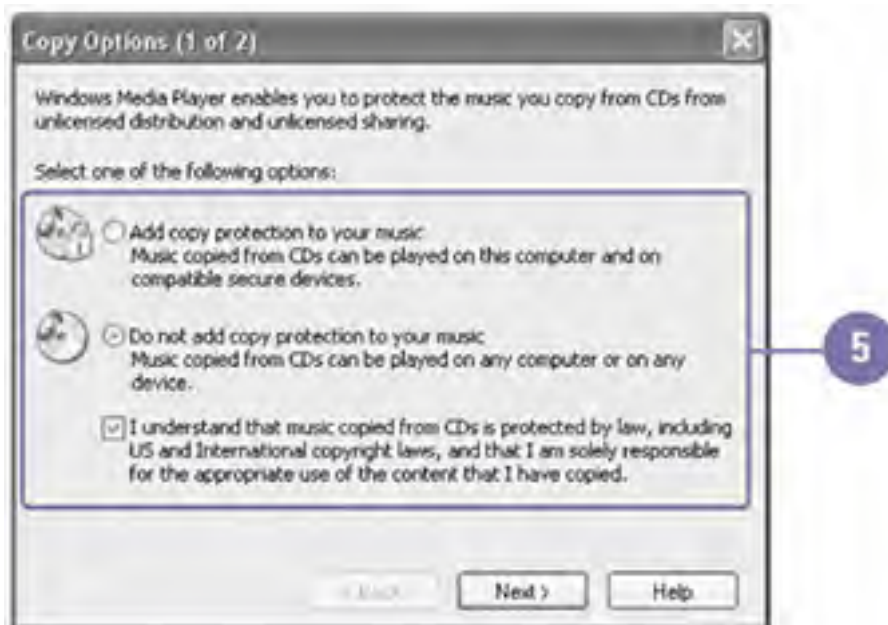 Copy Options (1 of 2)
Windows Media Player enables you to protect the music you copy from CDs from
unlicensed distribution and unlicensed sharing.
Select one of the following options:
Add copy protection to your music
Music copied from CDs can be played on this computer and on
compatible secure devices.
Do not add copy protection to your music
Music copied from CDs can be played on any computer or on any
device.
5
I understand that music copied from CDs is protected by law, including
US and International copyright laws, and that I am solely responsible
for the appropriate use of the content that I have copied.
< Back
Next >
Help